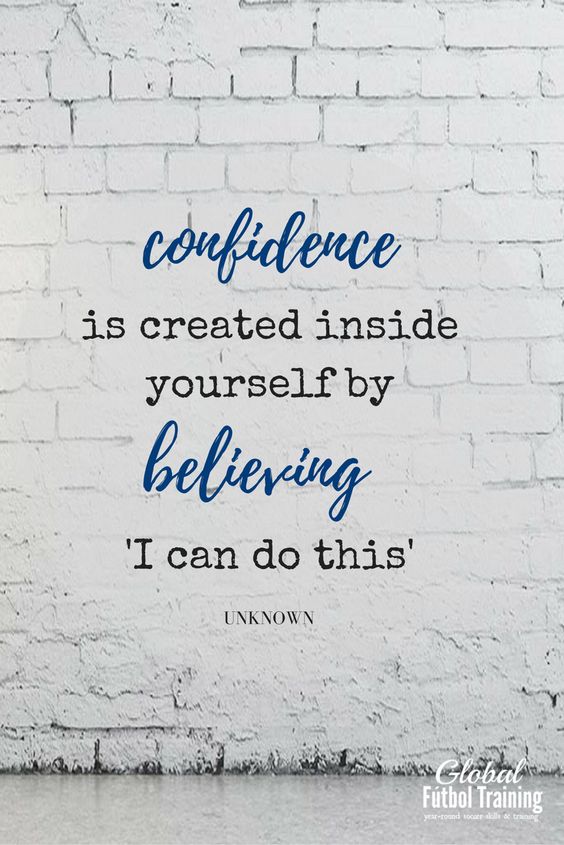 confidence
is created inside
yourself by
believing
'I can do this'
UNKNOWN
Global
Fútbol Training
year-round soccer skills & training